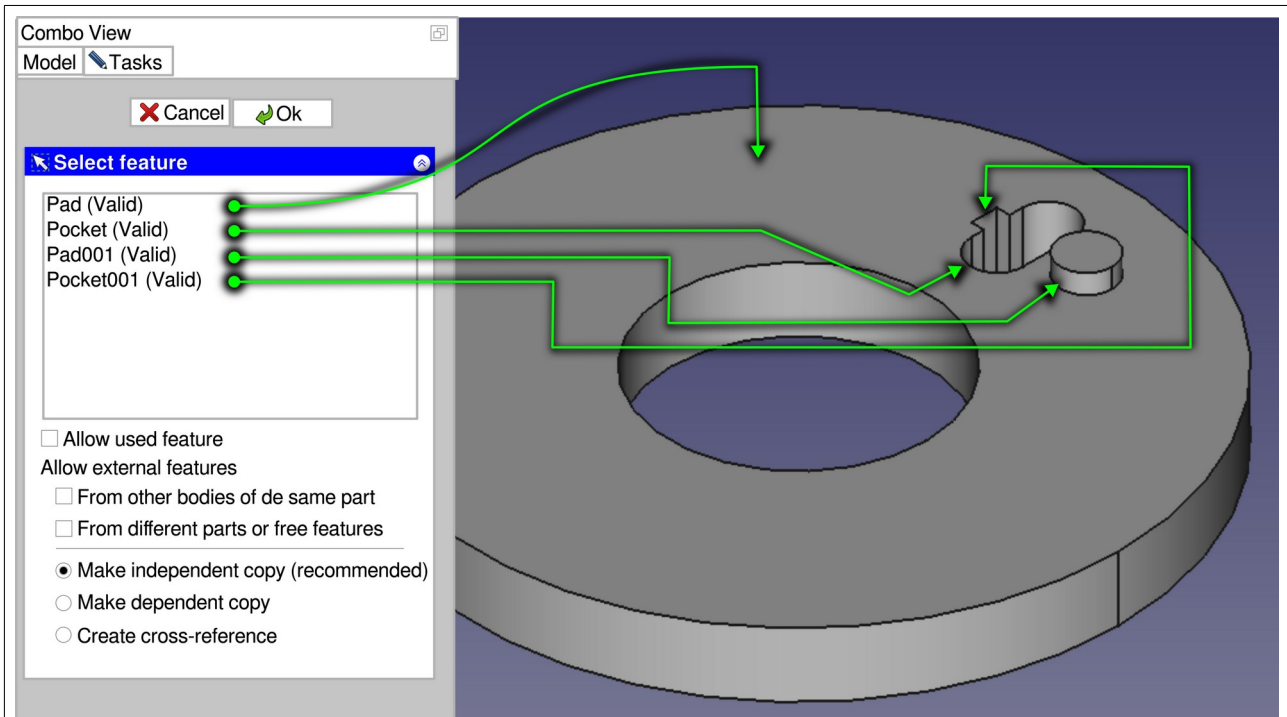 Combo View
Model Tasks
Cancel Ok
Select feature
Pad (Valid)
Pocket (Valid)
Pad001 (Valid)
Pocket001 (Valid)
Allow used feature
Allow external features
From other bodies of de same part
From different parts or free features
Make independent copy (recommended)
Make dependent copy
Create cross-reference